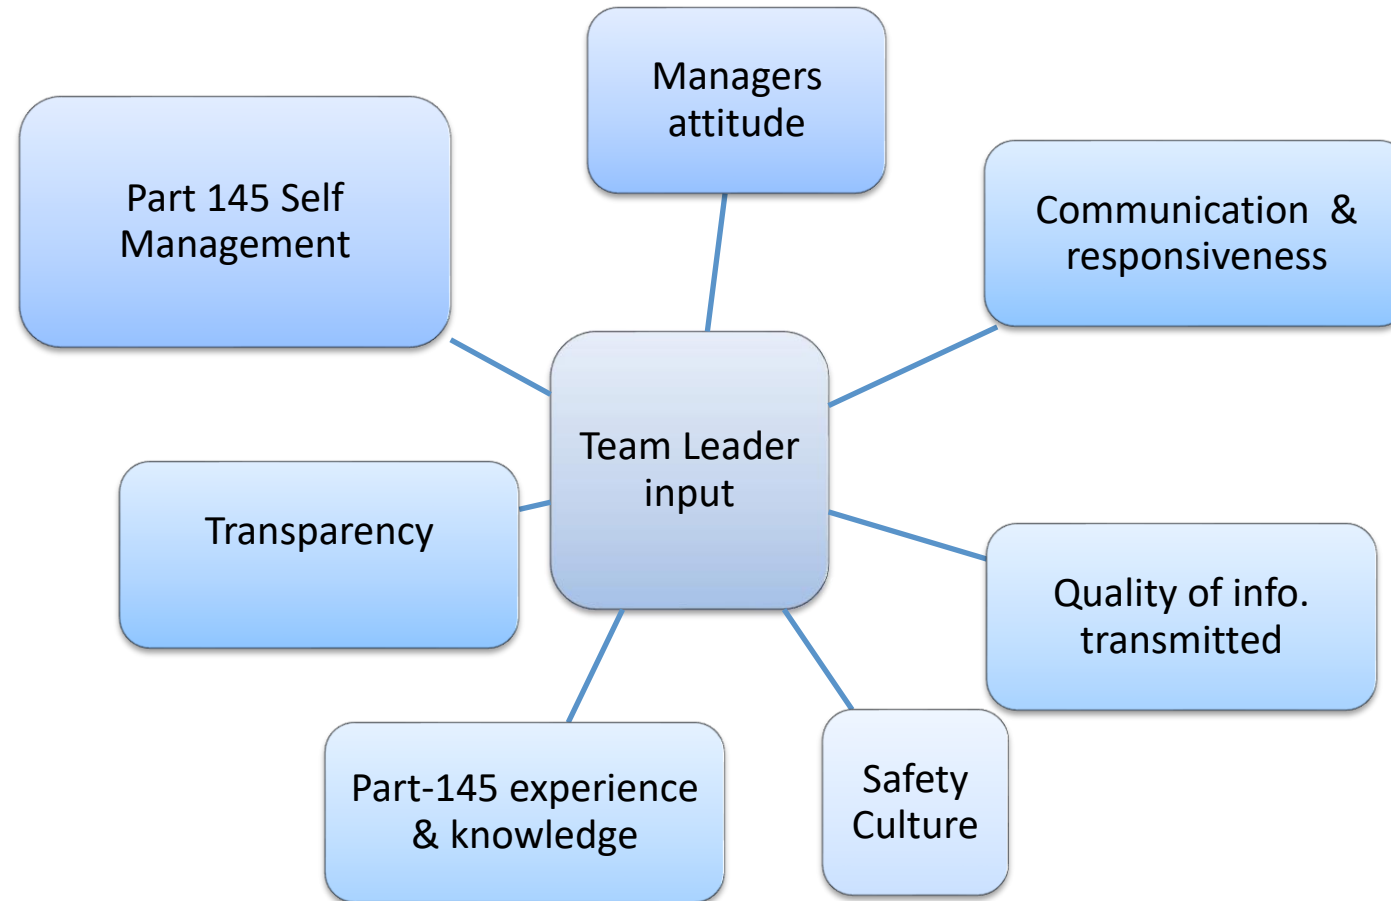 Managers
attitude
Part 145 Self
Management
Communication & 
responsiveness
Team Leader
input
Transparency
Quality of info.
transmitted
Part-145 experience
& knowledge
Safety
Culture